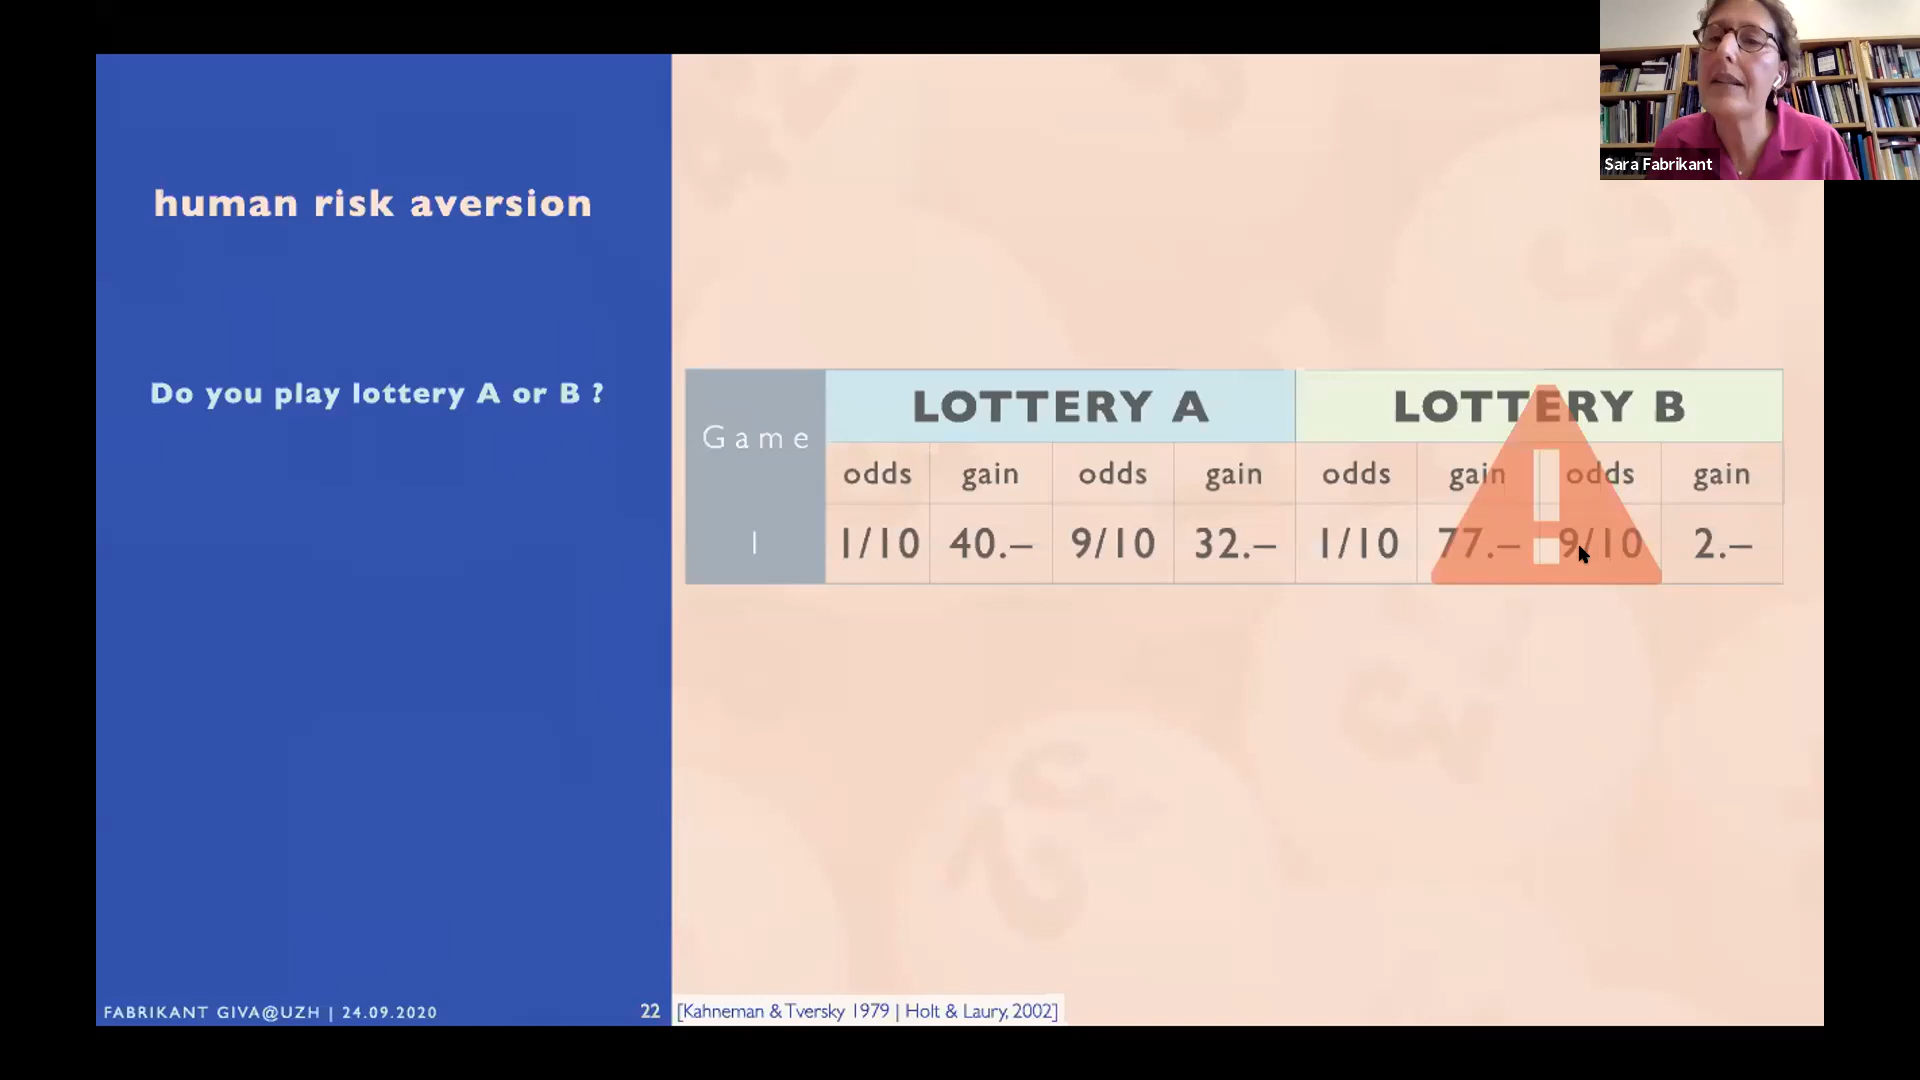 Sara Fabrikant
human risk aversion
Do you play lottery A or B ?
Game
LOTTERY A
LOTTERY B
odds gain odds gain odds gain odds gain
1 1/10 40.– 9/10 32.– 1/10 77.– 9/10 2.–
FABRIKANT GIVA@UZH | 24.09.2020
22
[Kahneman & Tversky 1979 | Holt & Laury, 2002]